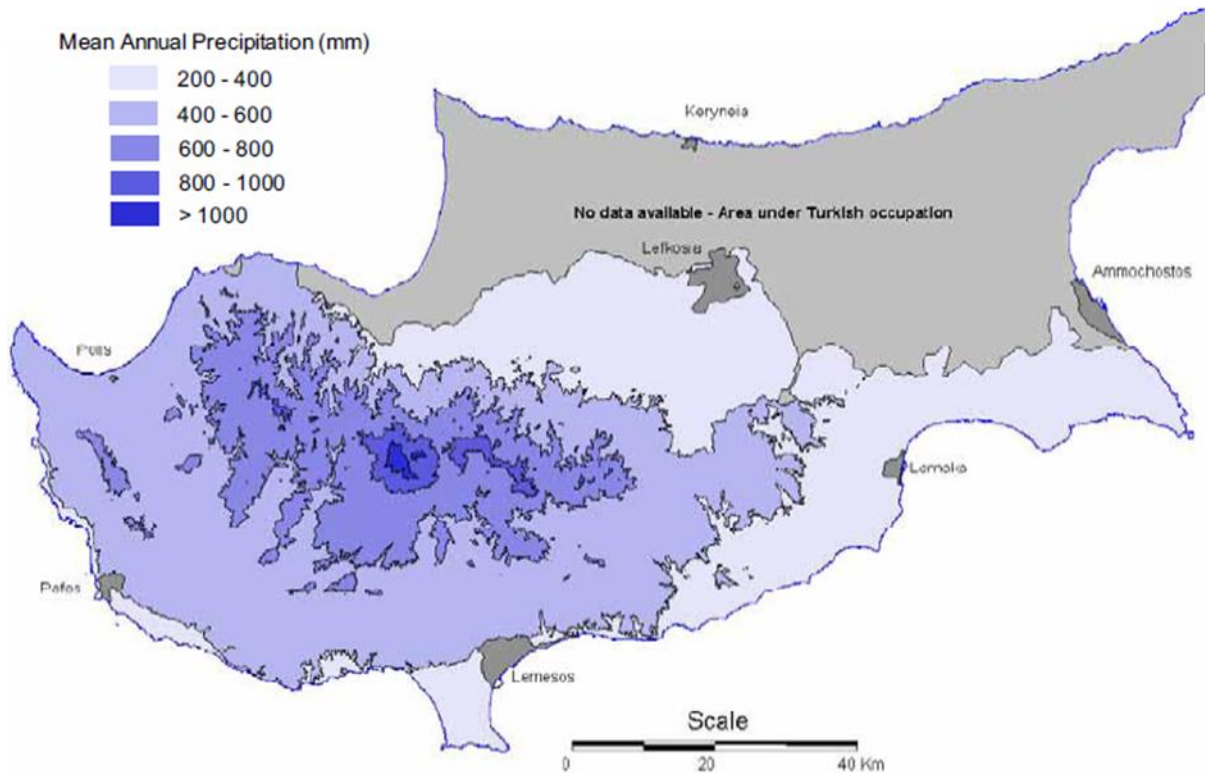 Mean Annual Precipitation (mm)
200 - 400
400 - 600
600 - 800
800 - 1000
> 1000
Keryneia
No data available - Area under Turkish occupation
Lefkosia
Ammochostos
Polis
Larnaka
Pafos
Lemesos
Scale
0 20 40 Km